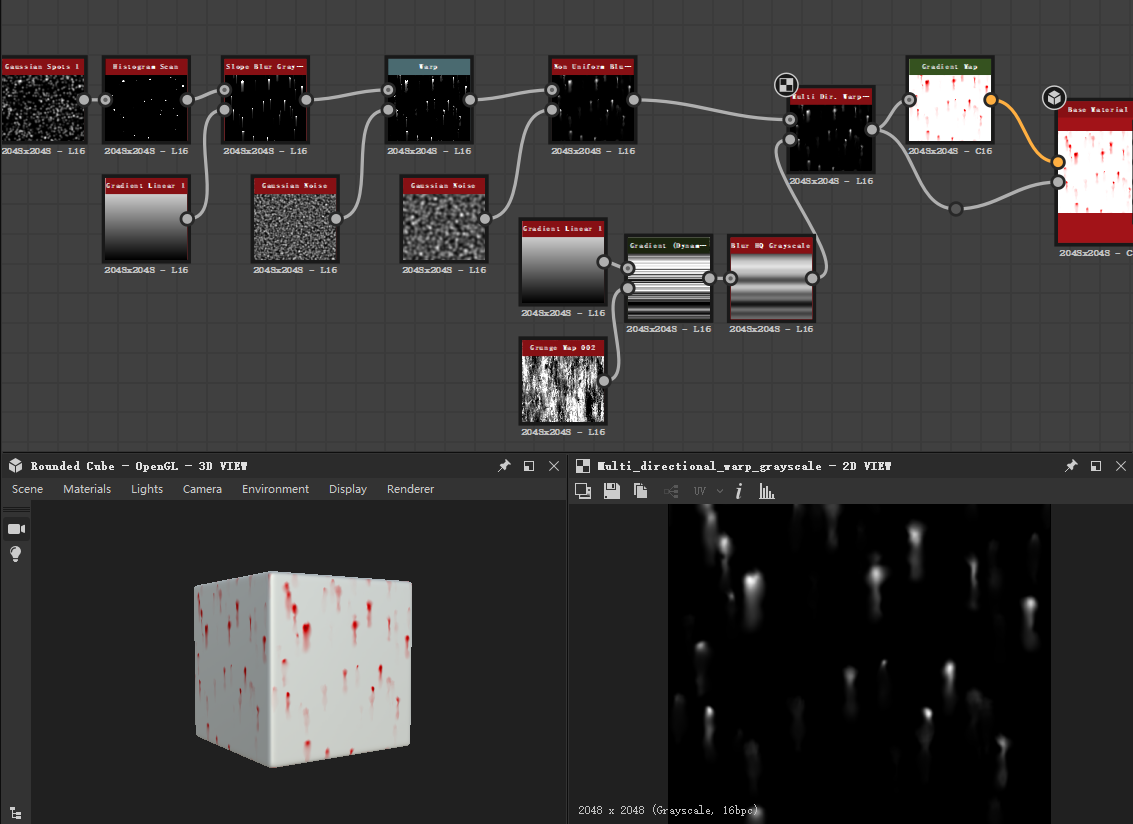 Gaussian Spots 1
Histogram Scan
Slope Blur Gray—
Warp
Non Uniform Blu—
Multi Dir. Warp—
Gradient Map
Base Material
2048x2048 - L16
2048x2048 - L16
2048x2048 - L16
2048x2048 - L16
2048x2048 - L16
2048x2048 - L16
2048x2048 - C16
2048x2048 - C
Gradient Linear 1
Gaussian Noise
Gaussian Noise
2048x2048 - L16
2048x2048 - L16
2048x2048 - L16
Gradient Linear 1
Gradient (Dynam—
Blur HQ Grayscale
2048x2048 - L16
2048x2048 - L16
2048x2048 - L16
Grunge Map 002
2048x2048 - L16
Rounded Cube - OpenGL - 3D VIEW
Scene Materials Lights Camera Environment Display Renderer
Multi_directional_warp_grayscale - 2D VIEW
UV
i
2048 x 2048 (Grayscale, 16bpc)